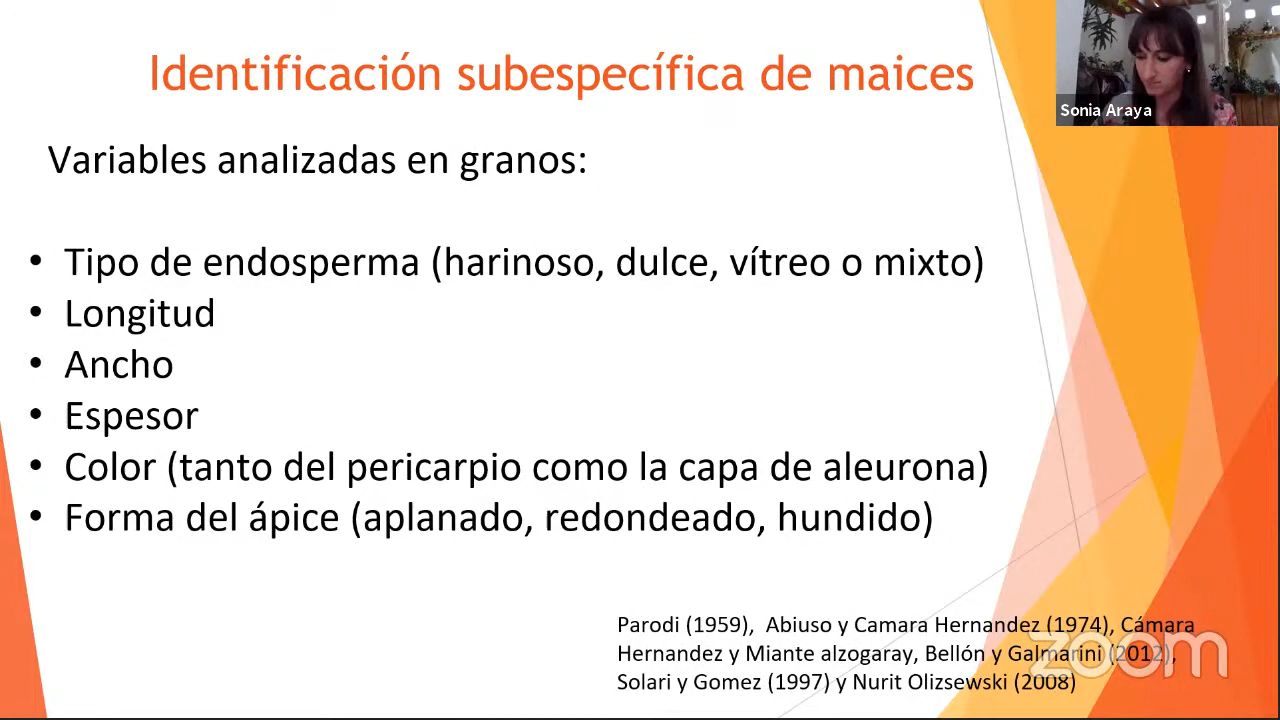 Identificación subespecífica de maices
Sonia Araya
Variables analizadas en granos:
• Tipo de endosperma (harinoso, dulce, vítreo o mixto)
• Longitud
• Ancho
• Espesor
• Color (tanto del pericarpio como la capa de aleurona)
• Forma del ápice (aplanado, redondeado, hundido)
Parodi (1959), Abiuso y Camara Hernandez (1974), Cámara
Hernandez y Miante alzogaray, Bellón y Galmarini (2012),
Solari y Gomez (1997) y Nurit Olizsewski (2008)
zoom